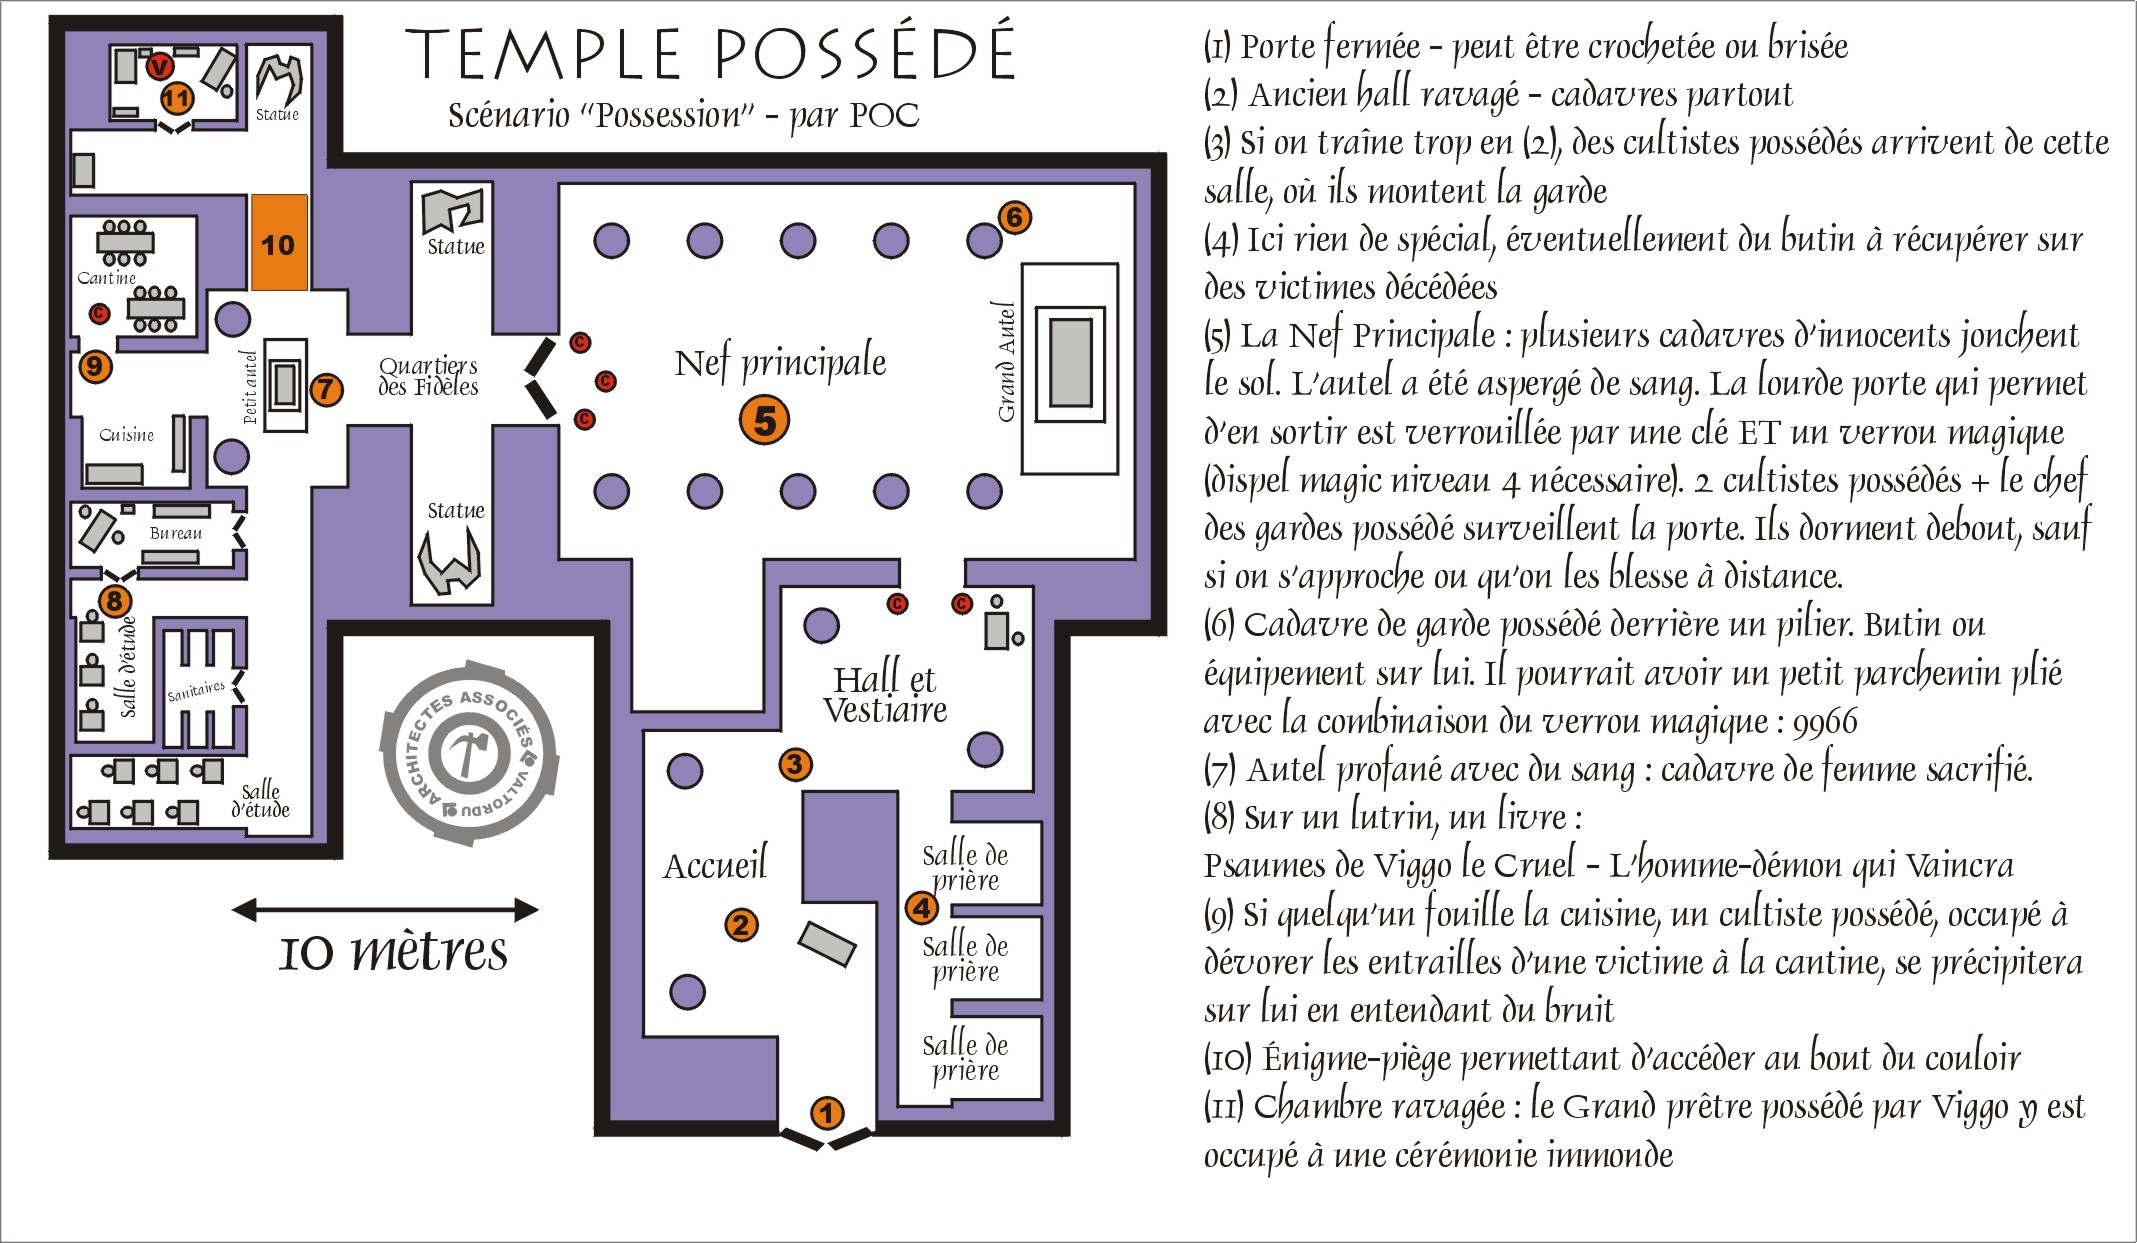 TEMPLE POSSÉDÉ
Scénario "Possession" - par POC
V
11
Statue
10
Cantine
C
9
Cuisine
Petit autel
7
Quartiers
des Fidèles
Statue
Statue
C
C
C
Nef principale
5
6
Grand Autel
Bureau
8
Salle d'étude
Sanitaires
Salle
d'étude
ARCHITECTES ASSOCIÉS
VALTORDU
10 mètres
C
C
Hall et
Vestiaire
3
Accueil
2
4
Salle de
prière
Salle de
prière
Salle de
prière
1
(1) Porte fermée - peut être crochetée ou brisée
(2) Ancien hall ravagé - cadavres partout
(3) Si on traîne trop en (2), des cultistes possédés arrivent de cette
salle, où ils montent la garde
(4) Ici rien de spécial, éventuellement du butin à récupérer sur
des victimes décédées
(5) La Nef Principale : plusieurs cadavres d'innocents jonchent
le sol. L'autel a été aspergé de sang. La lourde porte qui permet
d'en sortir est verrouillée par une clé ET un verrou magique
(dispel magic niveau 4 nécessaire). 2 cultistes possédés + le chef
des gardes possédé surveillent la porte. Ils dorment debout, sauf
si on s'approche ou qu'on les blesse à distance.
(6) Cadavre de garde possédé derrière un pilier. Butin ou
équipement sur lui. Il pourrait avoir un petit parchemin plié
avec la combinaison du verrou magique : 9966
(7) Autel profané avec du sang : cadavre de femme sacrifié.
(8) Sur un lutrin, un livre :
Psaumes de Viggo le Cruel - L'homme-démon qui Vaincra
(9) Si quelqu'un fouille la cuisine, un cultiste possédé, occupé à
dévorer les entrailles d'une victime à la cantine, se précipitera
sur lui en entendant du bruit
(10) Énigme-piège permettant d'accéder au bout du couloir
(11) Chambre ravagée : le Grand prêtre possédé par Viggo y est
occupé à une cérémonie immonde